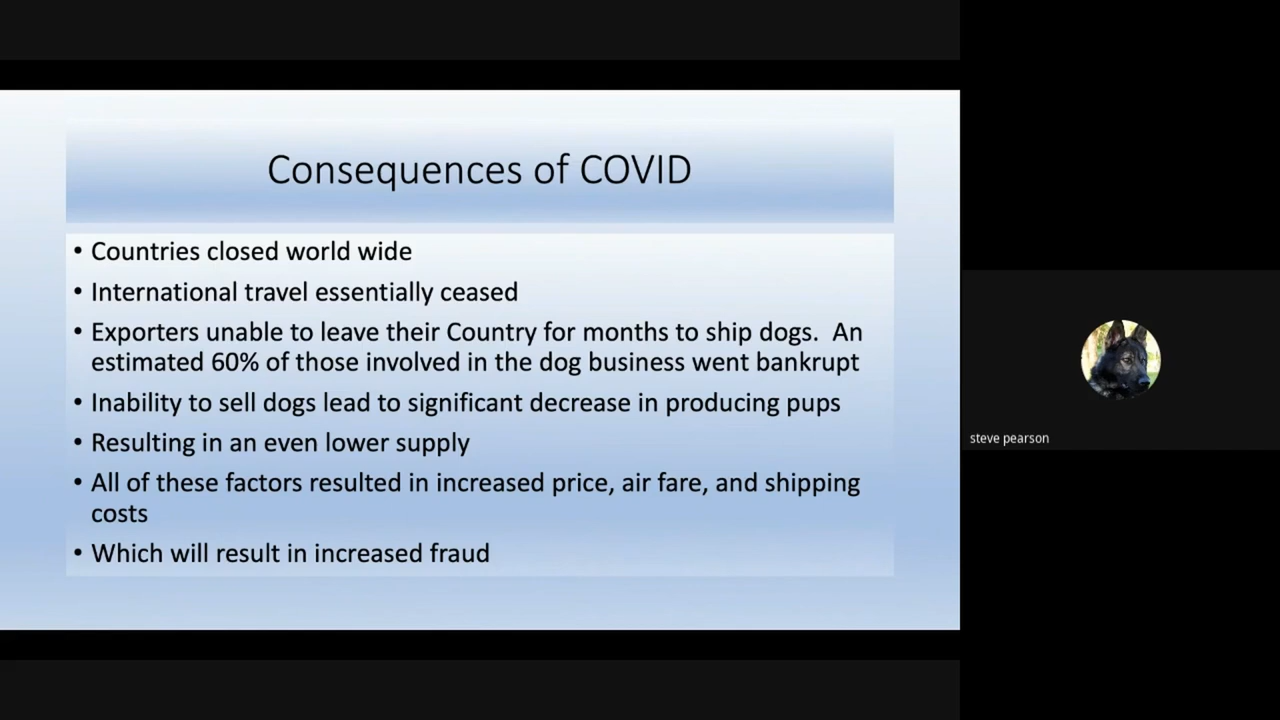 Consequences of COVID
• Countries closed world wide
• International travel essentially ceased
• Exporters unable to leave their Country for months to ship dogs.  An
estimated 60% of those involved in the dog business went bankrupt
• Inability to sell dogs lead to significant decrease in producing pups
• Resulting in an even lower supply
• All of these factors resulted in increased price, air fare, and shipping
costs
• Which will result in increased fraud
steve pearson